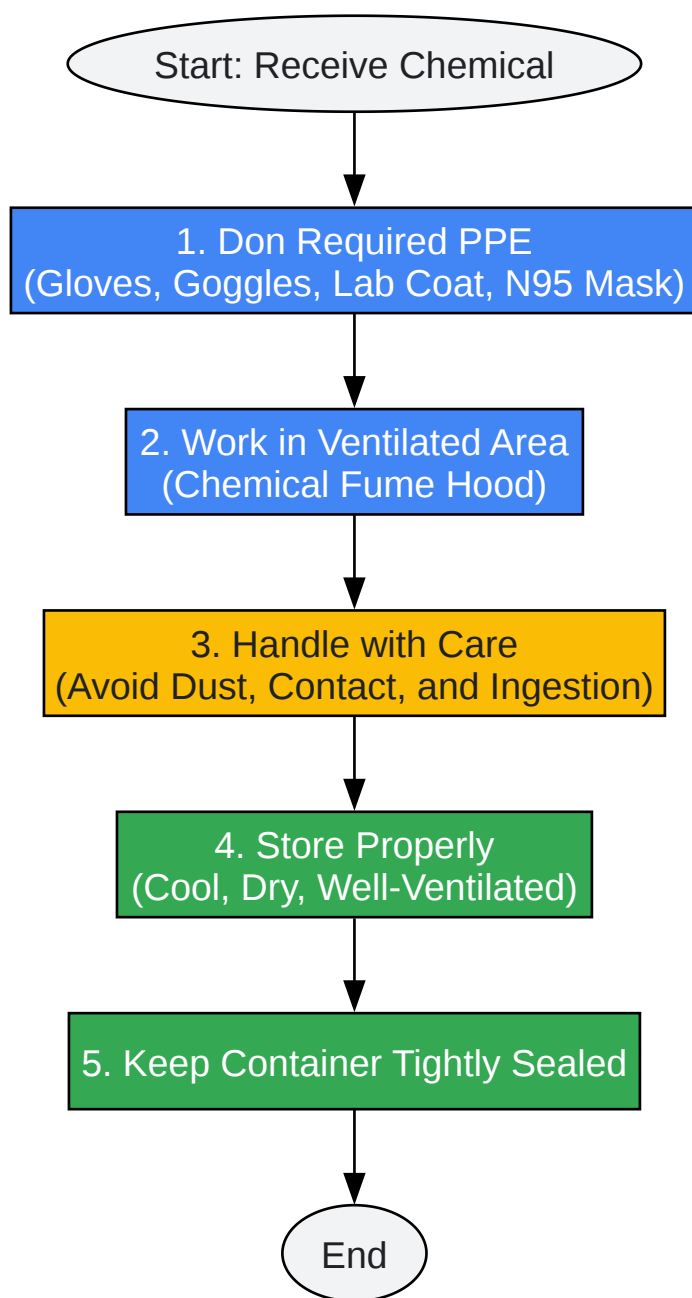 Start: Receive Chemical
1. Don Required PPE
(Gloves, Goggles, Lab Coat, N95 Mask)
2. Work in Ventilated Area
(Chemical Fume Hood)
3. Handle with Care
(Avoid Dust, Contact, and Ingestion)
4. Store Properly
(Cool, Dry, Well-Ventilated)
5. Keep Container Tightly Sealed
End